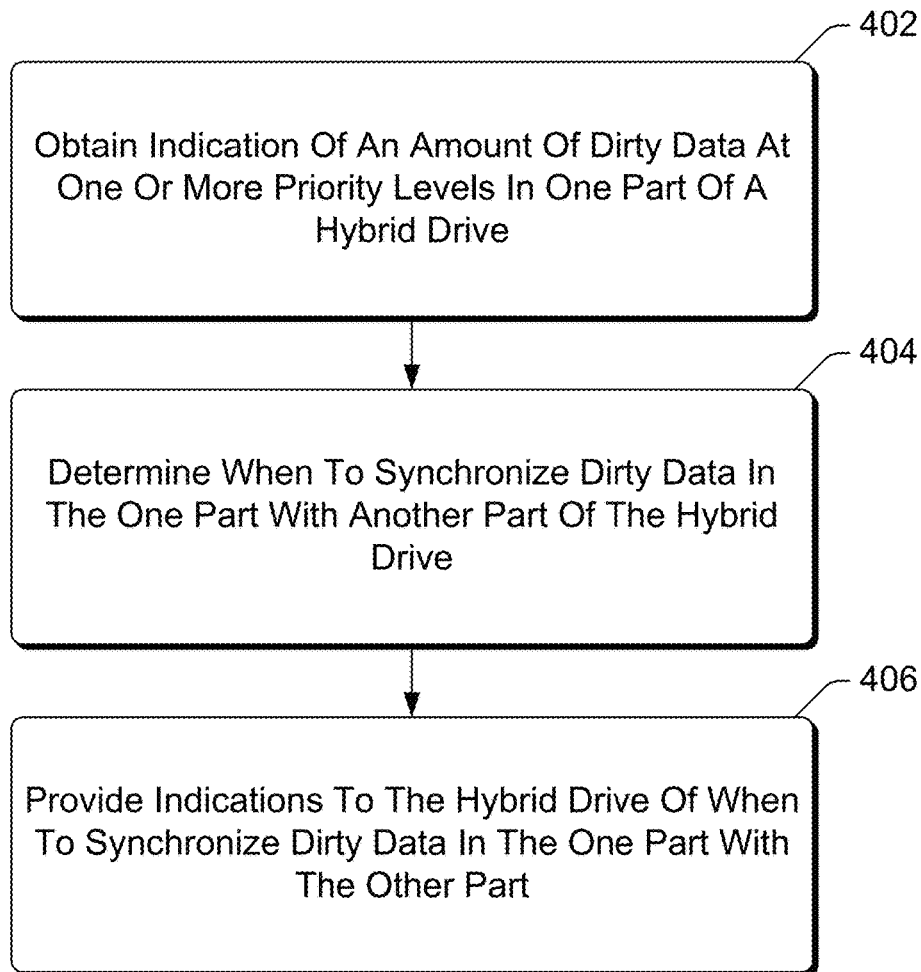 402
Obtain Indication Of An Amount Of Dirty Data At
One Or More Priority Levels In One Part Of A
Hybrid Drive
404
Determine When To Synchronize Dirty Data In
The One Part With Another Part Of The Hybrid
Drive
406
Provide Indications To The Hybrid Drive Of When
To Synchronize Dirty Data In The One Part With
The Other Part